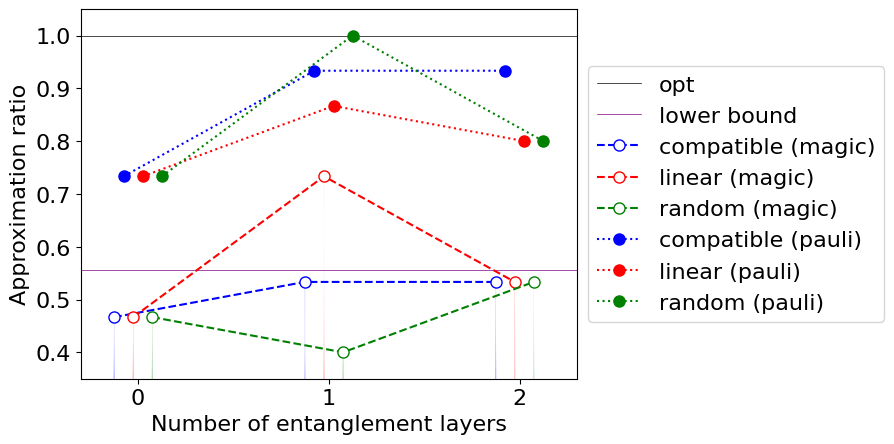 1.0
0.9
0.8
0.7
0.6
0.5
0.4
Approximation ratio
0 1 2
Number of entanglement layers
opt
lower bound
compatible (magic)
linear (magic)
random (magic)
compatible (pauli)
linear (pauli)
random (pauli)